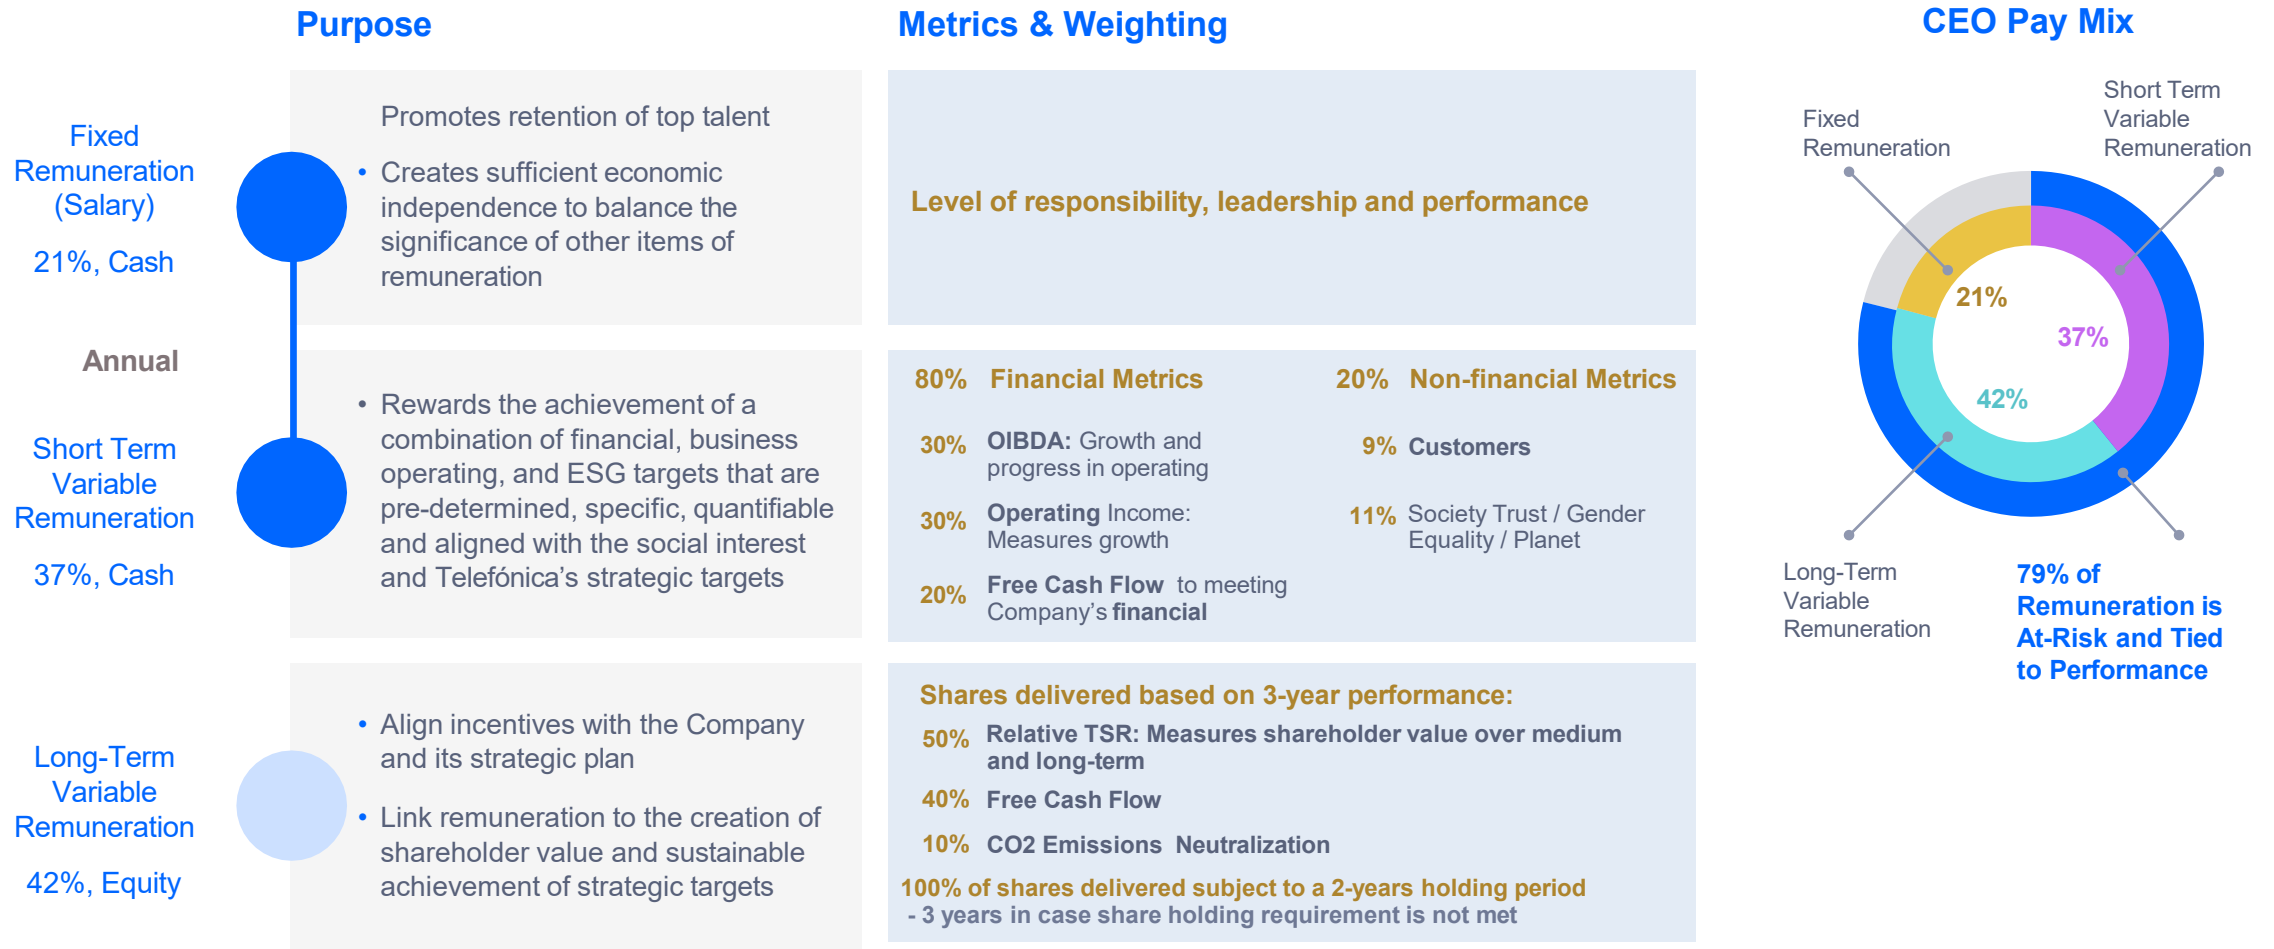 Purpose
Metrics & Weighting
CEO Pay Mix
Fixed
Remuneration
(Salary)
21%, Cash
Promotes retention of top talent
• Creates sufficient economic
independence to balance the
significance of other items of
remuneration
Level of responsibility, leadership and performance
Annual
Short Term
Variable
Remuneration
37%, Cash
• Rewards the achievement of a
combination of financial, business
operating, and ESG targets that are
pre-determined, specific, quantifiable
and aligned with the social interest
and Telefónica's strategic targets
80% Financial Metrics
30% OIBDA: Growth and
progress in operating
30% Operating Income:
Measures growth
20% Free Cash Flow to meeting
Company's financial
20% Non-financial Metrics
9% Customers
11% Society Trust / Gender
Equality / Planet
Long-Term
Variable
Remuneration
42%, Equity
• Align incentives with the Company
and its strategic plan
• Link remuneration to the creation of
shareholder value and sustainable
achievement of strategic targets
Shares delivered based on 3-year performance:
50% Relative TSR: Measures shareholder value over medium
and long-term
40% Free Cash Flow
10% CO2 Emissions Neutralization
100% of shares delivered subject to a 2-years holding period
- 3 years in case share holding requirement is not met
Fixed
Remuneration
Short Term
Variable
Remuneration
21%
37%
42%
Long-Term
Variable
Remuneration
79% of
Remuneration is
At-Risk and Tied
to Performance